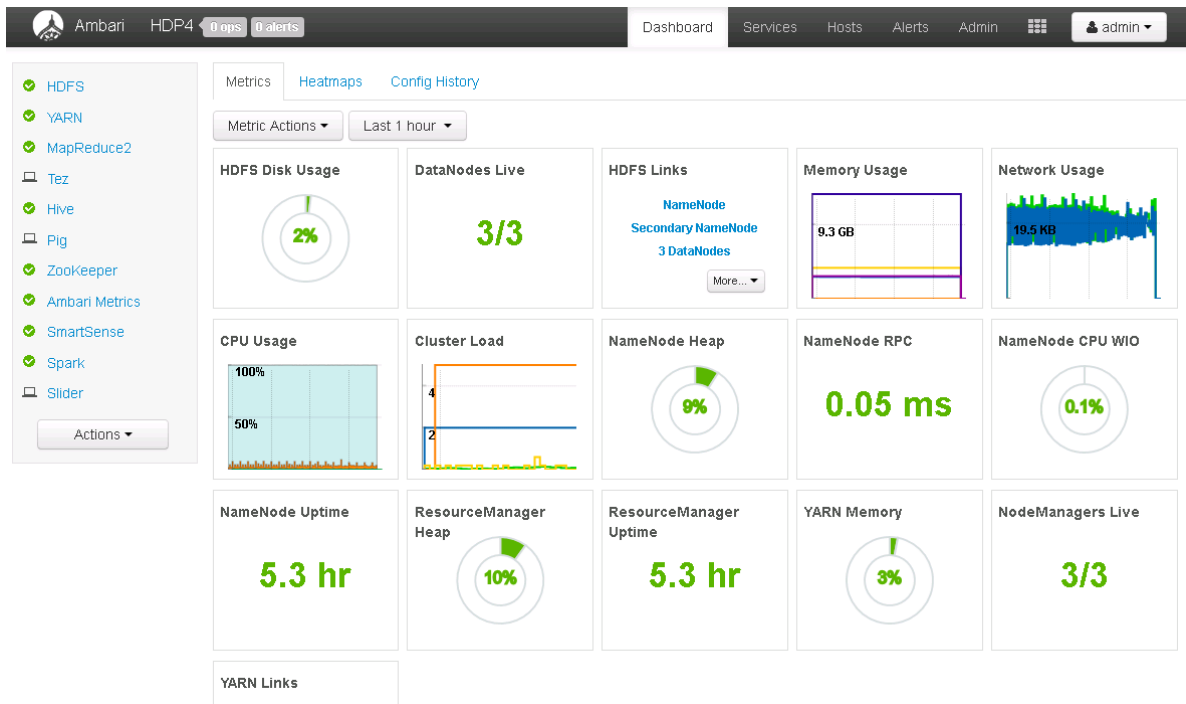 Ambari HDP4 0 ops 0 alerts Dashboard Services Hosts Alerts Admin admin
HDFS
YARN
MapReduce2
Tez
Hive
Pig
ZooKeeper
Ambari Metrics
SmartSense
Spark
Slider
Actions
Metrics Heatmaps Config History
Metric Actions Last 1 hour
HDFS Disk Usage
2%
DataNodes Live
3/3
HDFS Links
NameNode
Secondary NameNode
3 DataNodes
More...
Memory Usage
9.3 GB
Network Usage
19.5 KB
CPU Usage
100%
50%
Cluster Load
4
2
NameNode Heap
9%
NameNode RPC
0.05 ms
NameNode CPU WIO
0.1%
NameNode Uptime
5.3 hr
ResourceManager
Heap
10%
ResourceManager
Uptime
5.3 hr
YARN Memory
3%
NodeManagers Live
3/3
YARN Links